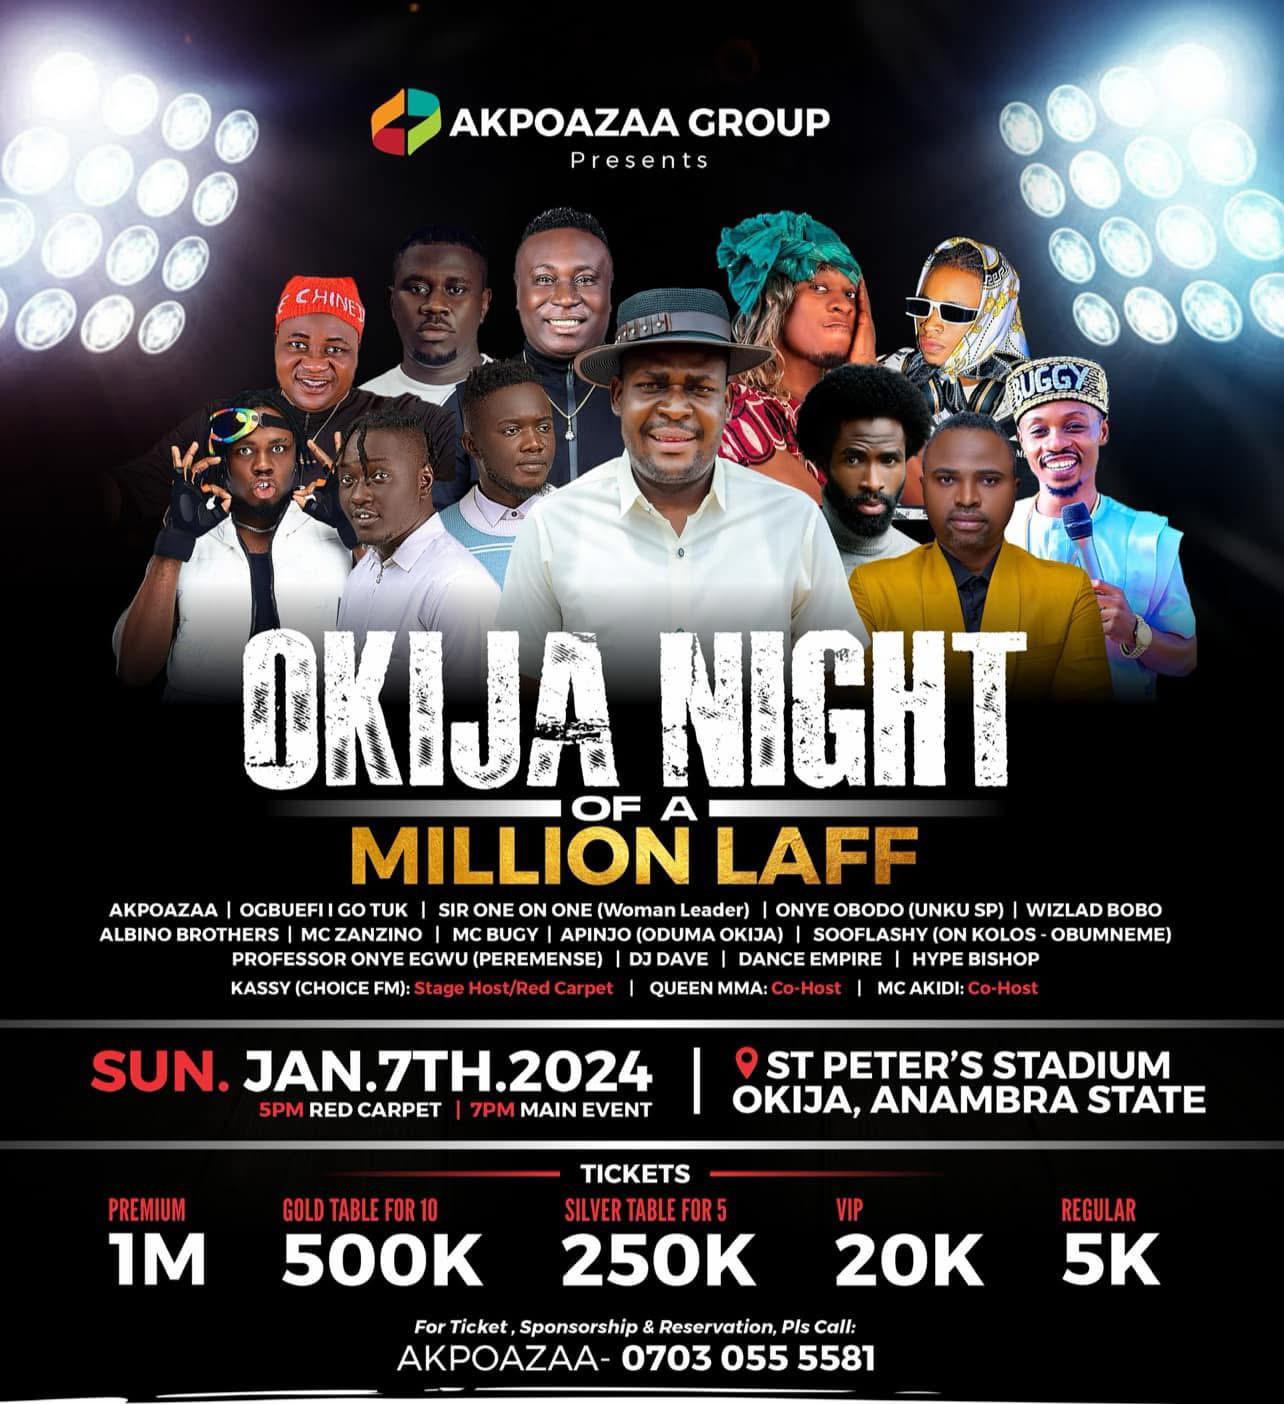 AKPOAZAA GROUP
Presents
E CHINE
BUGGY
OKIJA NIGHT
OF A
MILLION LAFF
AKPOAZAA | OGBUEFI I GO TUK | SIR ONE ON ONE (Woman Leader) | ONYE OBODO (UNKU SP) | WIZLAD BOBO
ALBINO BROTHERS | MC ZANZINO | MC BUGY | APINJO (ODUMA OKIJA) | SOOFLASHY (ON KOLOS - OBUMNEME)
PROFESSOR ONYE EGWU (PEREMENSE) | DJ DAVE | DANCE EMPIRE | HYPE BISHOP
KASSY (CHOICE FM): Stage Host/Red Carpet | QUEEN MMA: Co-Host | MC AKIDI: Co-Host
SUN. JAN.7TH.2024
5PM RED CARPET | 7PM MAIN EVENT
ST PETER'S STADIUM
OKIJA, ANAMBRA STATE
TICKETS
PREMIUM
1M
GOLD TABLE FOR 10
500K
SILVER TABLE FOR 5
250K
VIP
20K
REGULAR
5K
For Ticket , Sponsorship & Reservation, Pls Call:
AKPOAZAA- 0703 055 5581